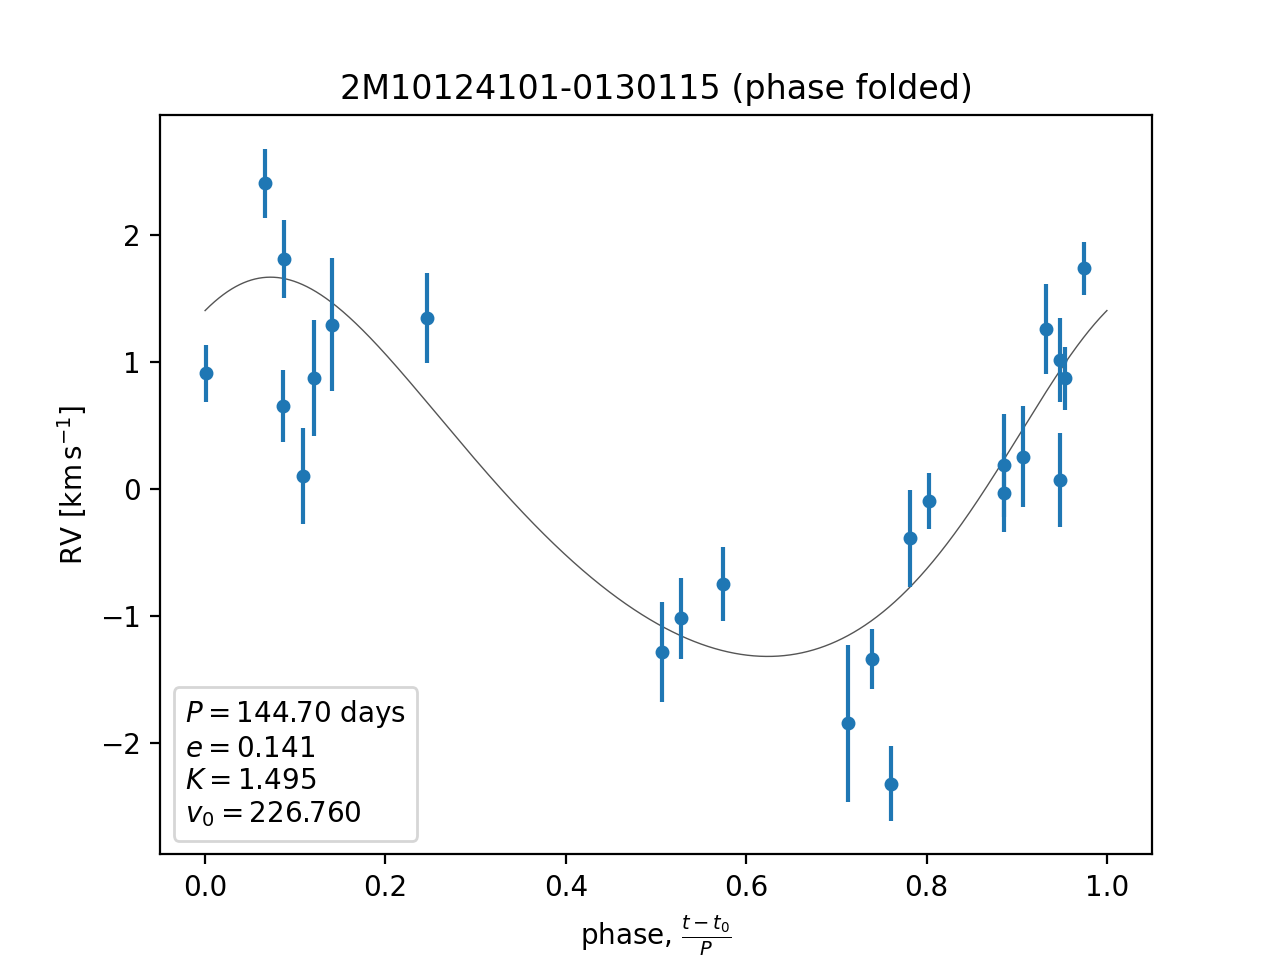 2M10124101-0130115 (phase folded)
RV [km s⁻¹]
2
1
0
−1
−2
P = 144.70 days
e = 0.141
K = 1.495
v₀ = 226.760
0.0 0.2 0.4 0.6 0.8 1.0
phase, (t − t₀)/P